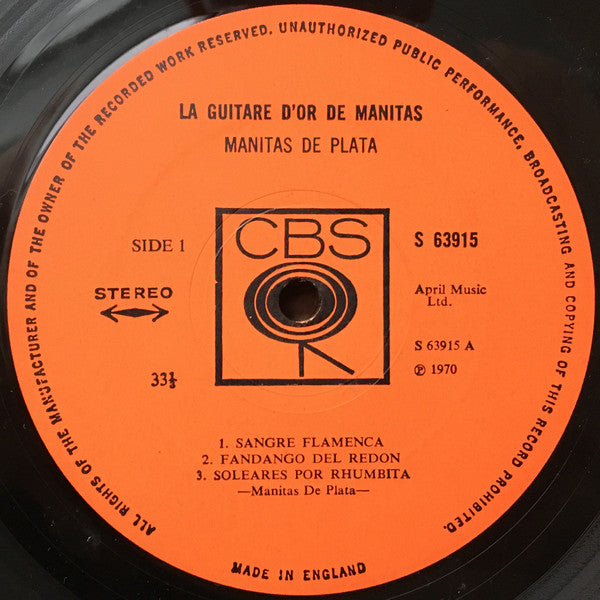 ALL RIGHTS OF THE MANUFACTURER AND OF THE OWNER OF THE RECORDED WORK RESERVED. UNAUTHORIZED PUBLIC PERFORMANCE, BROADCASTING AND COPYING OF THIS RECORD PROHIBITED.
LA GUITARE D'OR DE MANITAS
MANITAS DE PLATA
SIDE 1
CBS
S 63915
STEREO
April Music
Ltd.
33⅓
S 63915 A
℗ 1970
1. SANGRE FLAMENCA
2. FANDANGO DEL REDON
3. SOLEARES POR RHUMBITA
—Manitas De Plata—
MADE IN ENGLAND